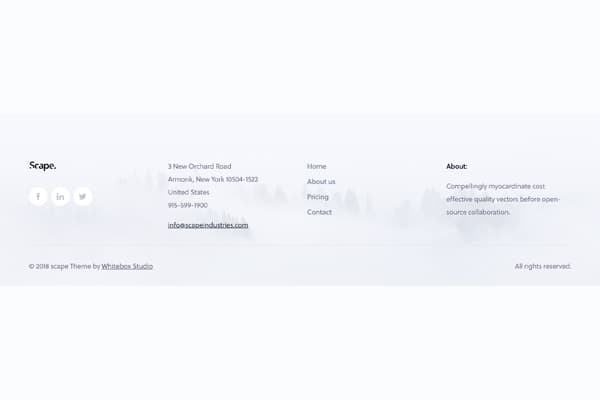 Scape.
3 New Orchard Road
Armonk, New York 10504-1522
United States
915-599-1900
info@scapeindustries.com
Home
About us
Pricing
Contact
About:
Compellingly myocardinate cost
effective quality vectors before open-
source collaboration.
© 2018 scape Theme by Whitebox Studio
All rights reserved.